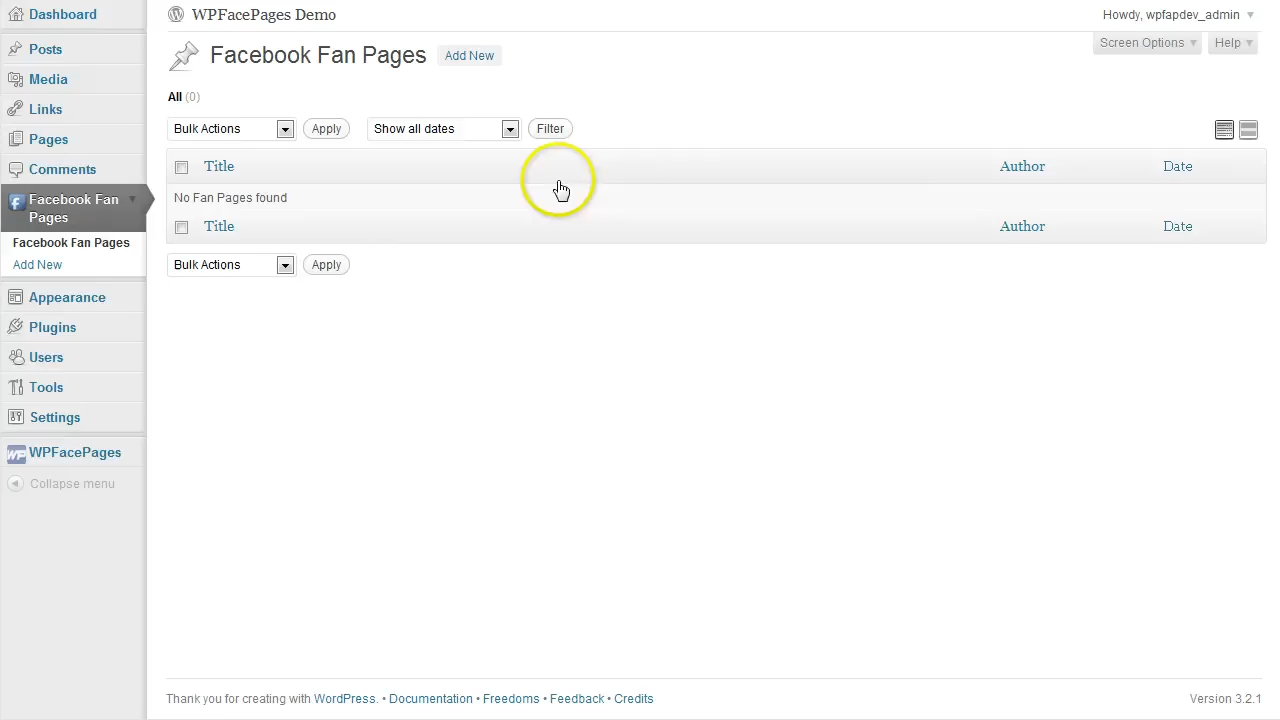 Dashboard
Posts
Media
Links
Pages
Comments
Facebook Fan
Pages
Facebook Fan Pages
Add New
Appearance
Plugins
Users
Tools
Settings
WPFacePages
Collapse menu
WPFacePages Demo
Howdy, wpfapdev_admin
Screen Options
Help
Facebook Fan Pages Add New
All (0)
Bulk Actions Apply Show all dates Filter
Title Author Date
No Fan Pages found
Title Author Date
Bulk Actions Apply
Thank you for creating with WordPress. • Documentation • Freedoms • Feedback • Credits
Version 3.2.1